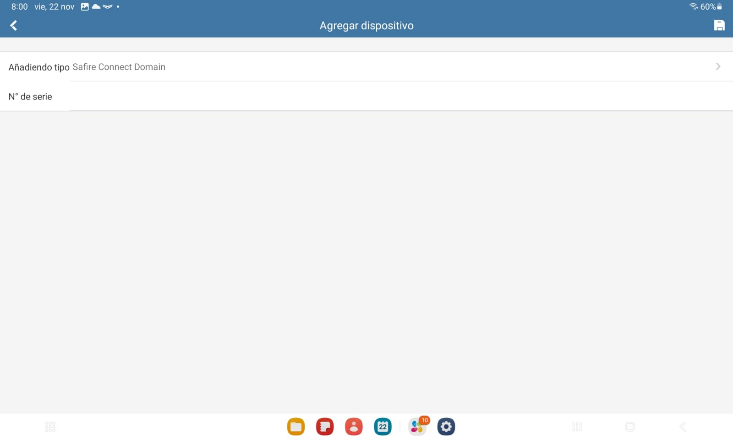 8:00 vie, 22 nov
60%
Agregar dispositivo
Añadiendo tipo Safire Connect Domain
N° de serie
22
10